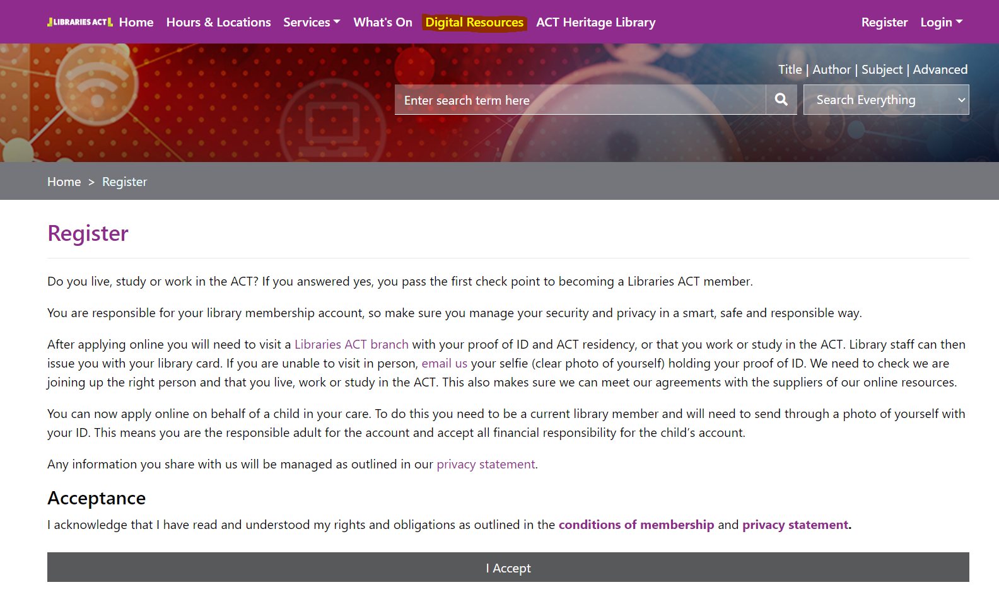 LIBRARIES ACT Home Hours & Locations Services What's On Digital Resources ACT Heritage Library Register Login
Title | Author | Subject | Advanced
Enter search term here Search Everything
Home > Register
Register
Do you live, study or work in the ACT? If you answered yes, you pass the first check point to becoming a Libraries ACT member.
You are responsible for your library membership account, so make sure you manage your security and privacy in a smart, safe and responsible way.
After applying online you will need to visit a Libraries ACT branch with your proof of ID and ACT residency, or that you work or study in the ACT. Library staff can then
issue you with your library card. If you are unable to visit in person, email us your selfie (clear photo of yourself) holding your proof of ID. We need to check we are
joining up the right person and that you live, work or study in the ACT. This also makes sure we can meet our agreements with the suppliers of our online resources.
You can now apply online on behalf of a child in your care. To do this you need to be a current library member and will need to send through a photo of yourself with
your ID. This means you are the responsible adult for the account and accept all financial responsibility for the child's account.
Any information you share with us will be managed as outlined in our privacy statement.
Acceptance
I acknowledge that I have read and understood my rights and obligations as outlined in the conditions of membership and privacy statement.
I Accept